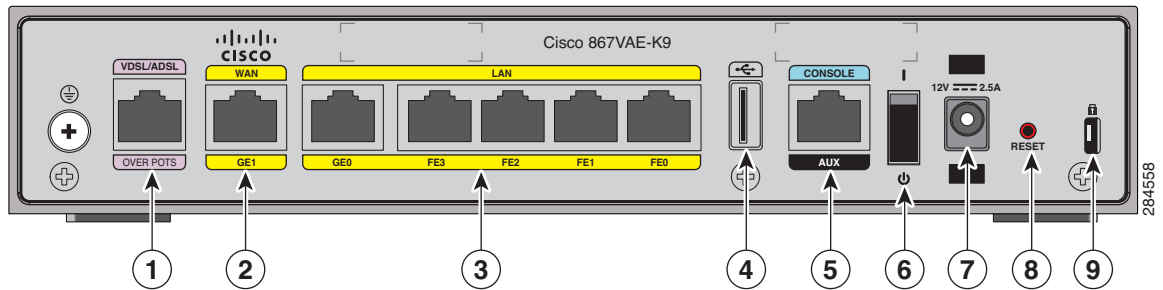 CISCO
Cisco 867VAE-K9
VDSL/ADSL
WAN
LAN
CONSOLE
12V 2.5A
OVER POTS
GE1
GE0
FE3
FE2
FE1
FE0
AUX
RESET
284558
1
2
3
4
5
6
7
8
9